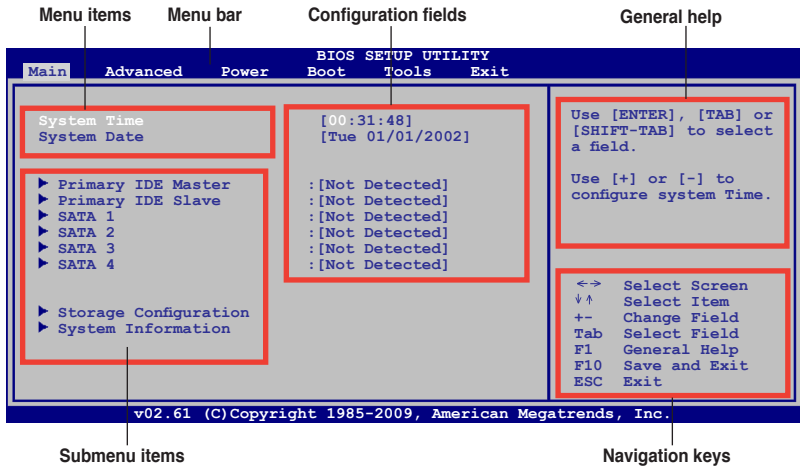 Menu items Menu bar Configuration fields General help
BIOS SETUP UTILITY
Main Advanced Power Boot Tools Exit
System Time [00:31:48]
System Date [Tue 01/01/2002]
Primary IDE Master :[Not Detected]
Primary IDE Slave :[Not Detected]
SATA 1 :[Not Detected]
SATA 2 :[Not Detected]
SATA 3 :[Not Detected]
SATA 4 :[Not Detected]
Storage Configuration
System Information
Use [ENTER], [TAB] or
[SHIFT-TAB] to select
a field.
Use [+] or [-] to
configure system Time.
←→ Select Screen
↓↑ Select Item
+- Change Field
Tab Select Field
F1 General Help
F10 Save and Exit
ESC Exit
v02.61 (C)Copyright 1985-2009, American Megatrends, Inc.
Submenu items Navigation keys